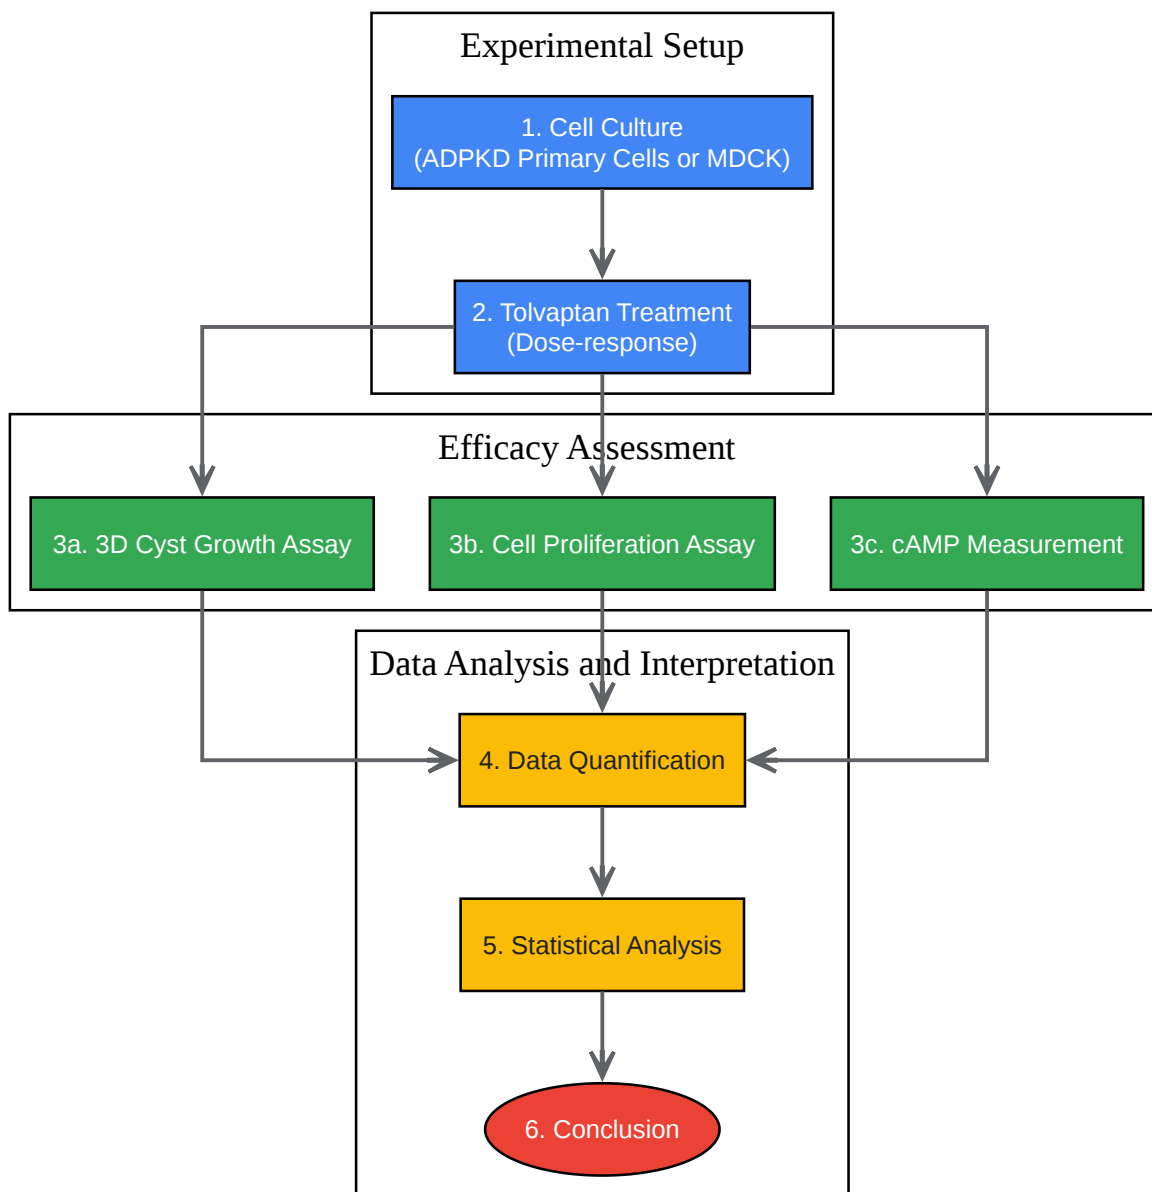 Experimental Setup
1. Cell Culture
(ADPKD Primary Cells or MDCK)
2. Tolvaptan Treatment
(Dose-response)
Efficacy Assessment
3a. 3D Cyst Growth Assay
3b. Cell Proliferation Assay
3c. cAMP Measurement
Data Analysis and Interpretation
4. Data Quantification
5. Statistical Analysis
6. Conclusion